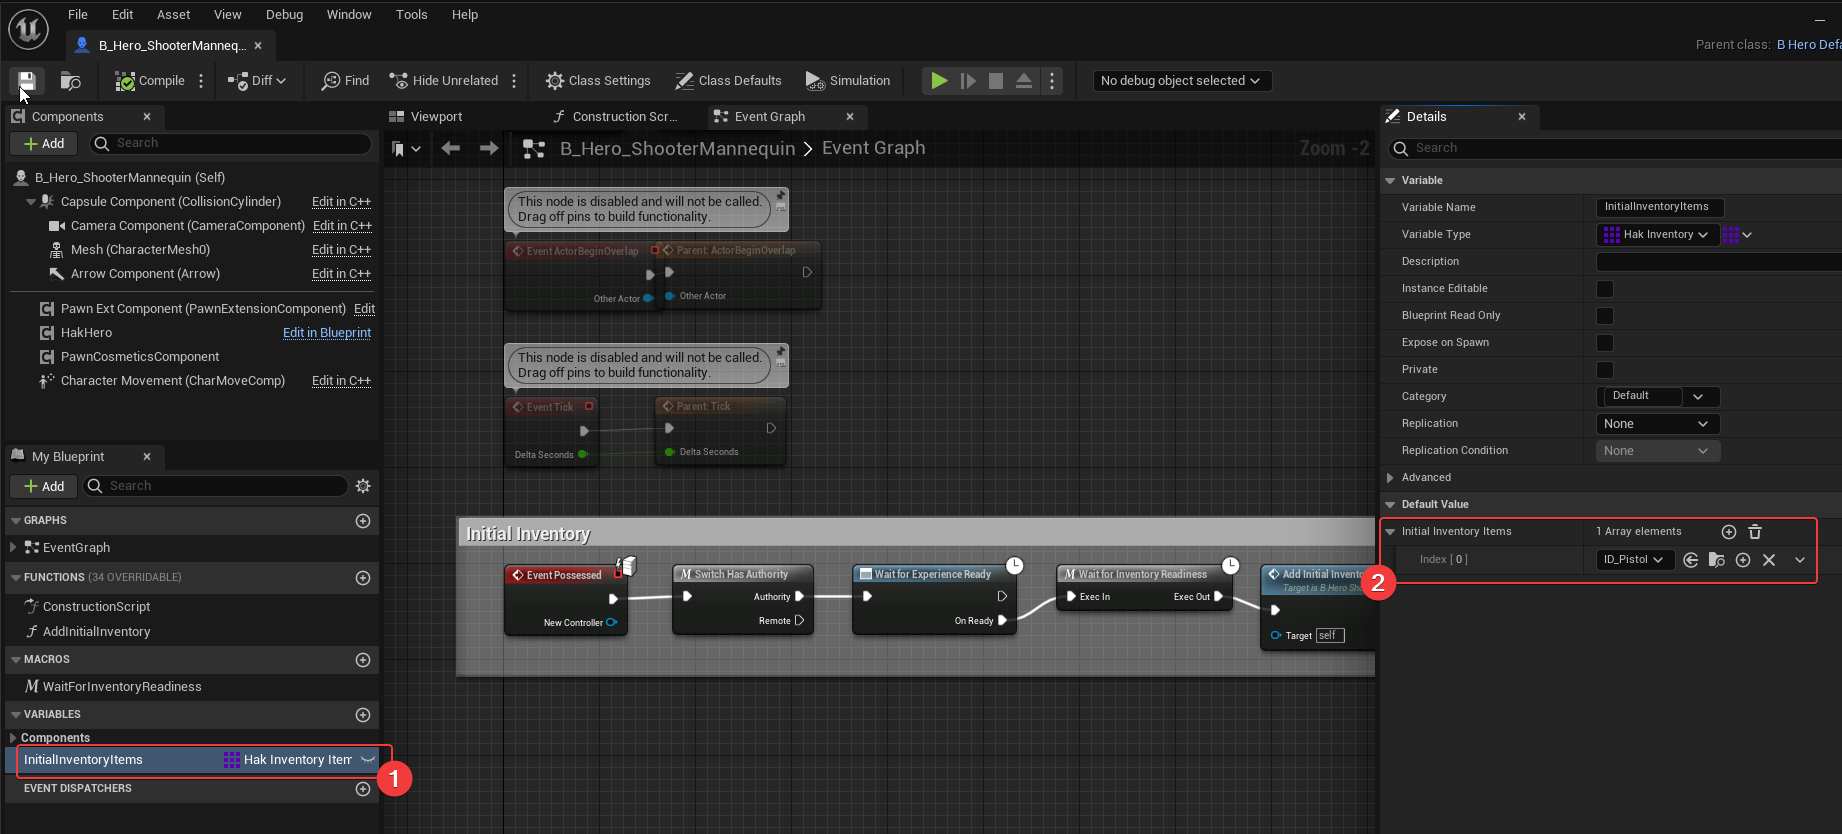 File Edit Asset View Debug Window Tools Help
B_Hero_ShooterManneq...
Parent class: B Hero Defa
Compile Diff Find Hide Unrelated Class Settings Class Defaults Simulation No debug object selected
Components
Add Search
B_Hero_ShooterMannequin (Self)
Capsule Component (CollisionCylinder) Edit in C++
Camera Component (CameraComponent) Edit in C++
Mesh (CharacterMesh0) Edit in C++
Arrow Component (Arrow) Edit in C++
Pawn Ext Component (PawnExtensionComponent) Edit
HakHero Edit in Blueprint
PawnCosmeticsComponent
Character Movement (CharMoveComp) Edit in C++
My Blueprint
Add Search
GRAPHS
EventGraph
FUNCTIONS (34 OVERRIDABLE)
ConstructionScript
AddInitialInventory
MACROS
WaitForInventoryReadiness
VARIABLES
Components
InitialInventoryItems Hak Inventory Item
1
EVENT DISPATCHERS
Viewport Construction Scr... Event Graph
B_Hero_ShooterMannequin > Event Graph
Zoom -2
This node is disabled and will not be called.
Drag off pins to build functionality.
Event ActorBeginOverlap Parent: ActorBeginOverlap
Other Actor Other Actor
This node is disabled and will not be called.
Drag off pins to build functionality.
Event Tick Parent: Tick
Delta Seconds Delta Seconds
Initial Inventory
Event Possessed
New Controller
Switch Has Authority
Authority
Remote
Wait for Experience Ready
On Ready
Wait for Inventory Readiness
Exec In Exec Out
Add Initial Invento
Target is B Hero Sho
Target self
Details
Search
Variable
Variable Name InitialInventoryItems
Variable Type Hak Inventory
Description
Instance Editable
Blueprint Read Only
Expose on Spawn
Private
Category Default
Replication None
Replication Condition None
Advanced
Default Value
Initial Inventory Items 1 Array elements
Index [ 0 ] ID_Pistol
2